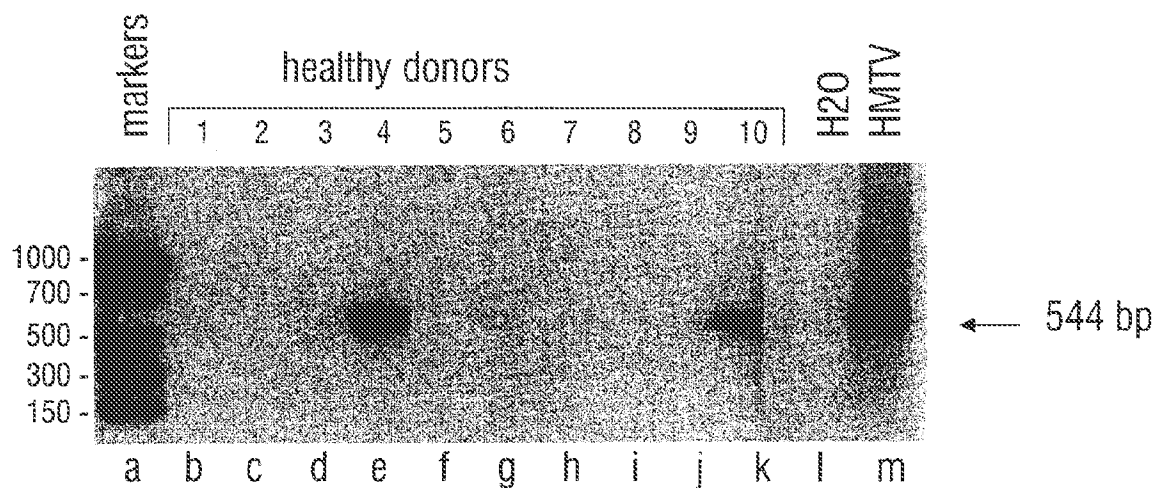 markers
healthy donors
H2O
HMTV
1 2 3 4 5 6 7 8 9 10
1000 -
700 -
500 -
300 -
150 -
544 bp
a b c d e f g h i j k l m